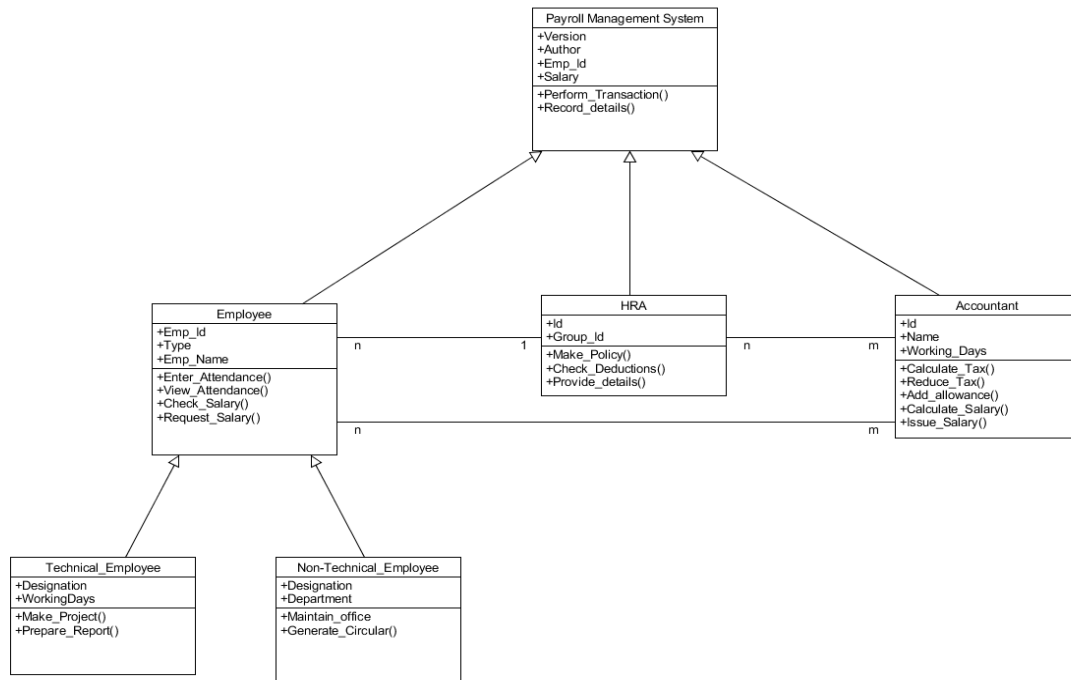 Payroll Management System
+Version
+Author
+Emp_Id
+Salary
+Perform_Transaction()
+Record_details()
Employee
+Emp_Id
+Type
+Emp_Name
+Enter_Attendance()
+View_Attendance()
+Check_Salary()
+Request_Salary()
n
1
HRA
+Id
+Group_Id
+Make_Policy()
+Check_Deductions()
+Provide_details()
n
m
Accountant
+Id
+Name
+Working_Days
+Calculate_Tax()
+Reduce_Tax()
+Add_allowance()
+Calculate_Salary()
+Issue_Salary()
n
m
Technical_Employee
+Designation
+WorkingDays
+Make_Project()
+Prepare_Report()
Non-Technical_Employee
+Designation
+Department
+Maintain_office
+Generate_Circular()